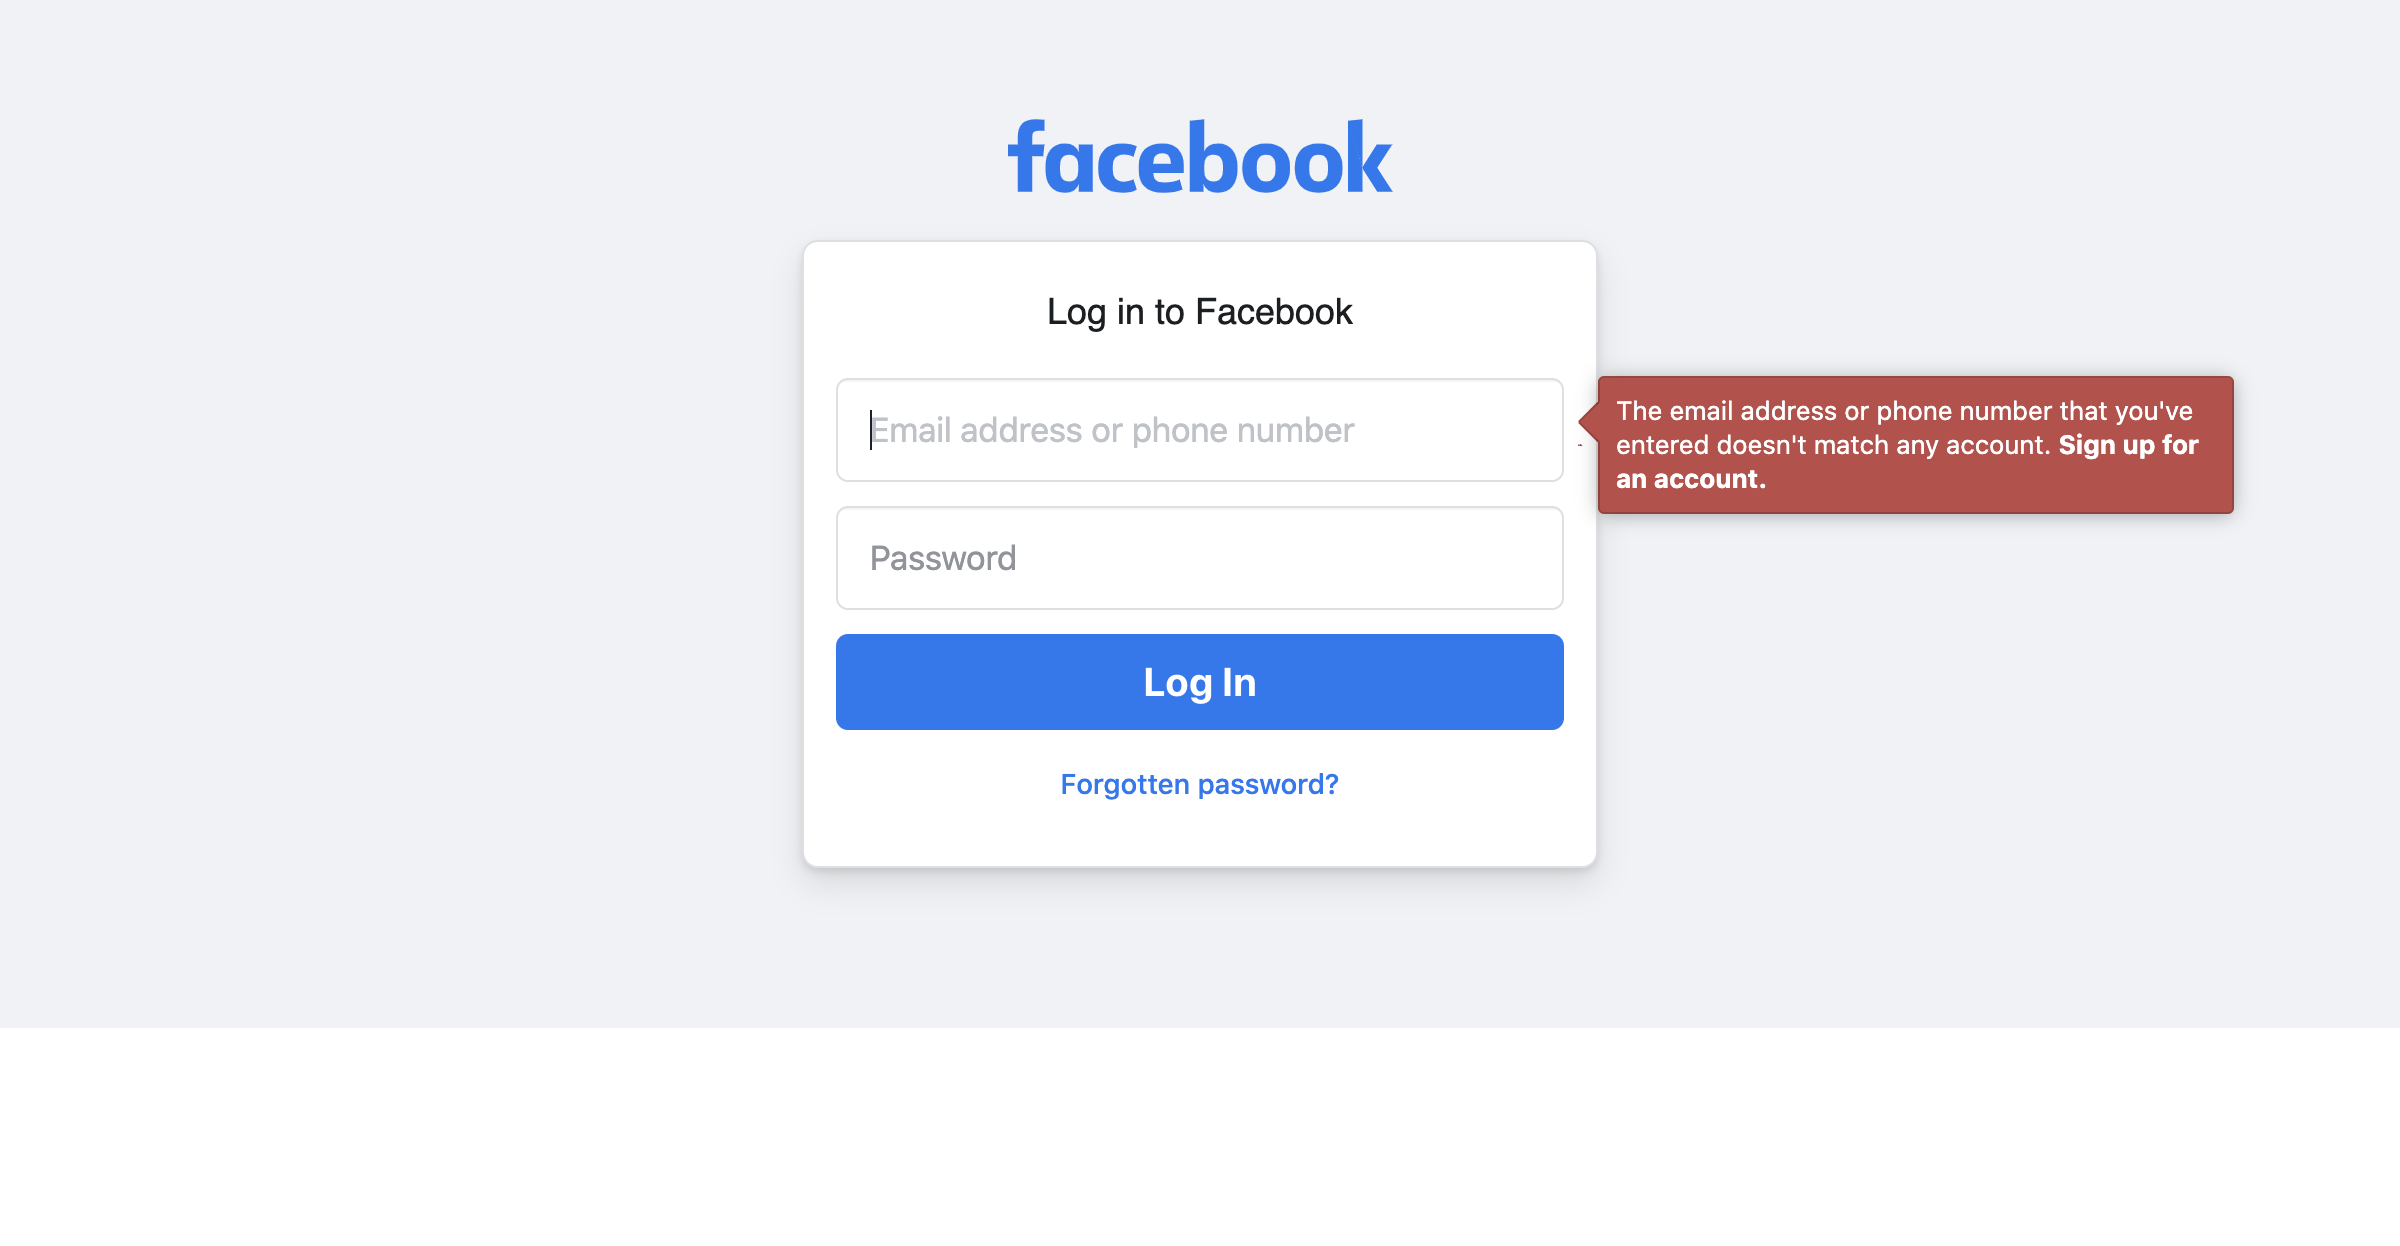 facebook
Log in to Facebook
Email address or phone number
The email address or phone number that you've
entered doesn't match any account. Sign up for
an account.
Password
Log In
Forgotten password?